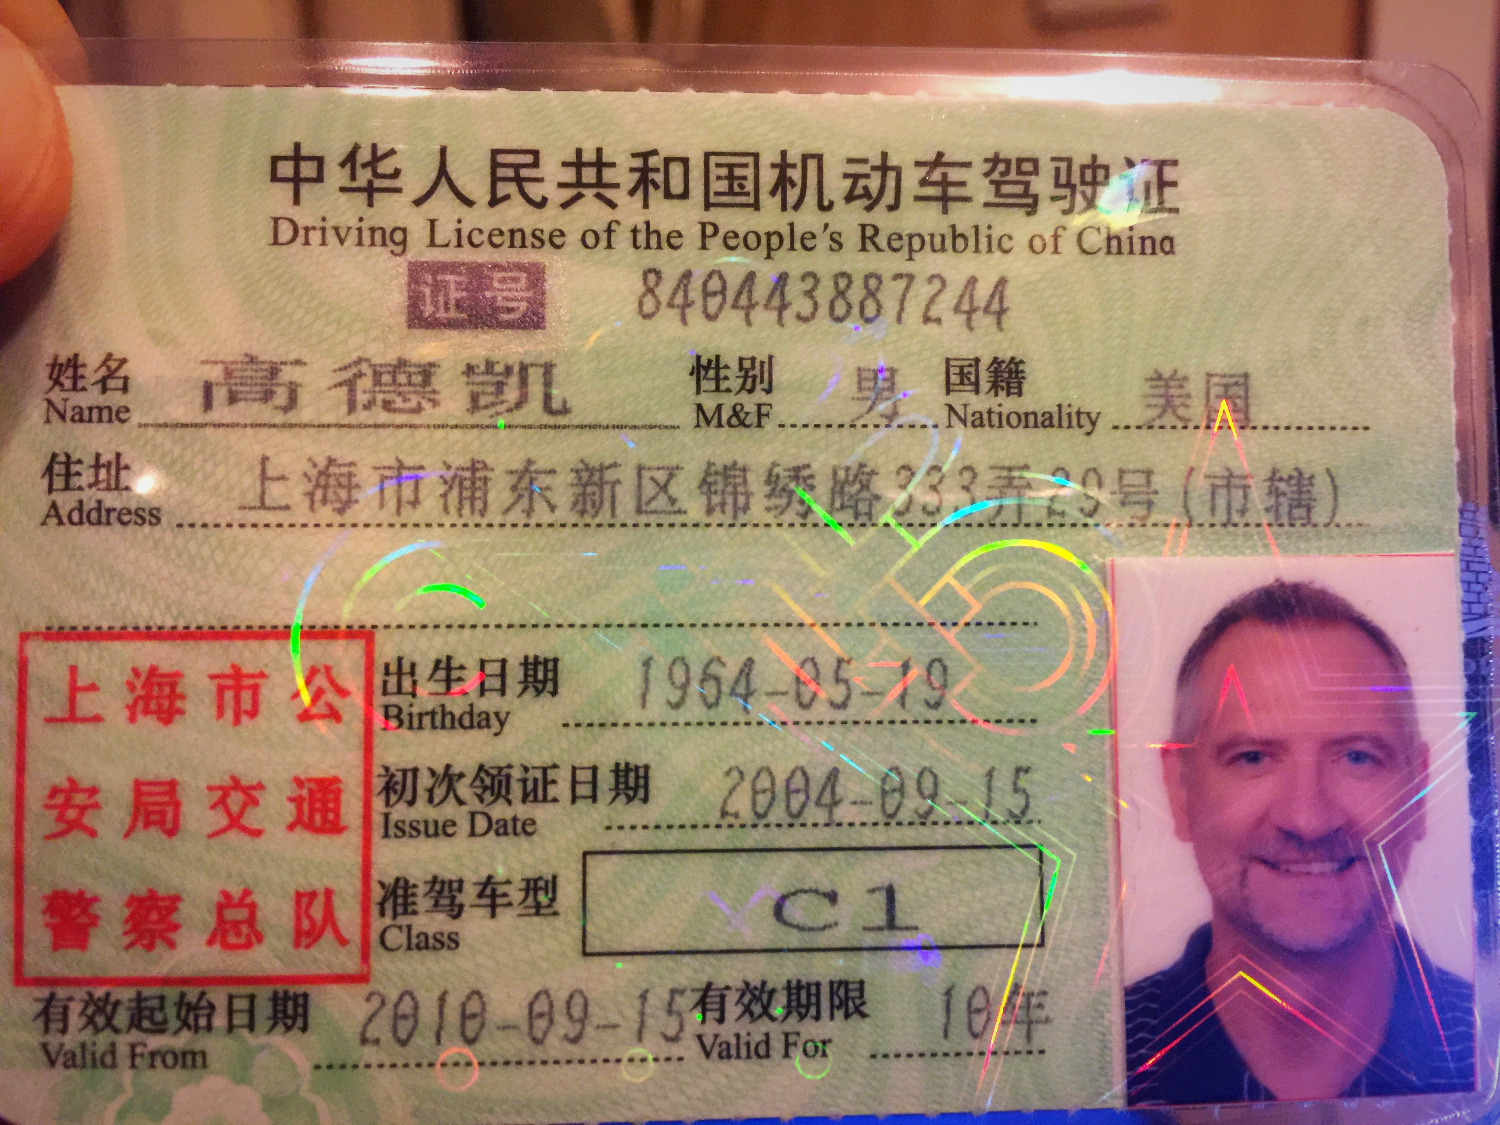 中华人民共和国机动车驾驶证
Driving License of the People's Republic of China
证号 840443887244
姓名 高德凯 性别 男 国籍 美国
Name M&F Nationality
住址 上海市浦东新区锦绣路333弄29号(市辖)
Address
出生日期 1964-05-19
Birthday
初次领证日期 2004-09-15
Issue Date
准驾车型 C1
Class
上海市公
安局交通
警察总队
有效起始日期 2010-09-15 有效期限 10年
Valid From Valid For